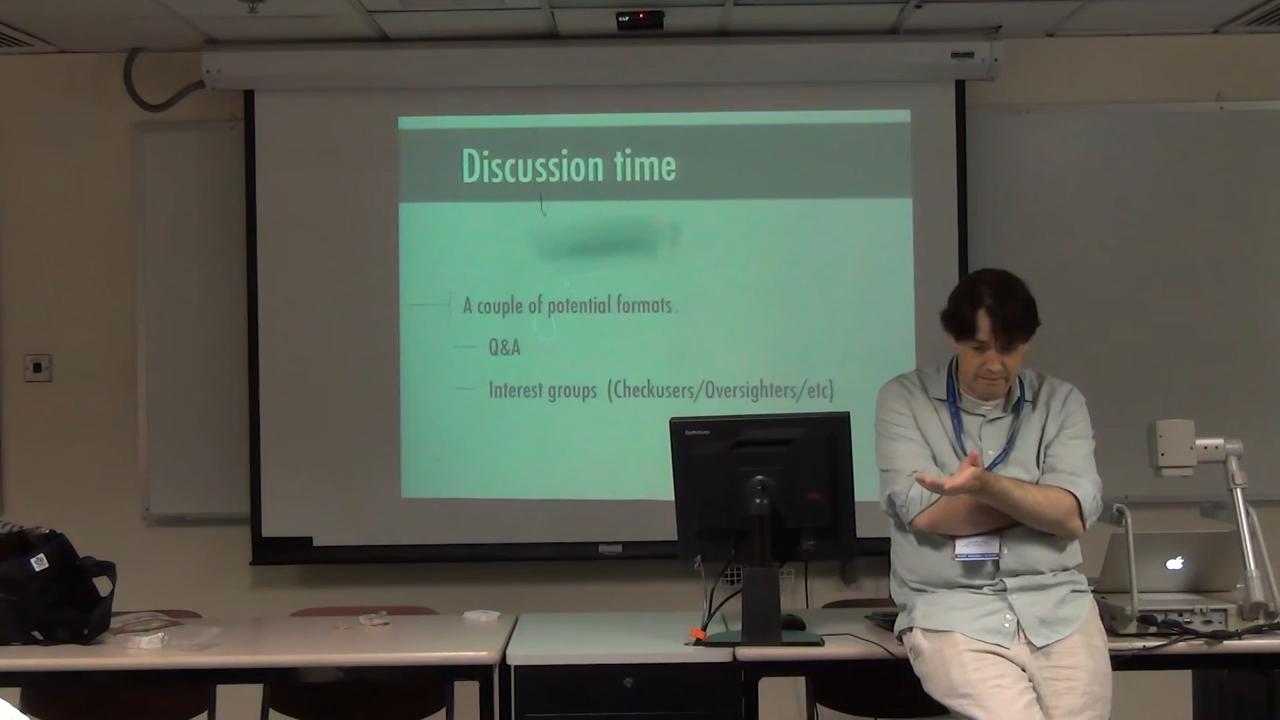 Discussion time
A couple of potential formats
Q&A
Interest groups (Checkusers/Oversighters/etc)